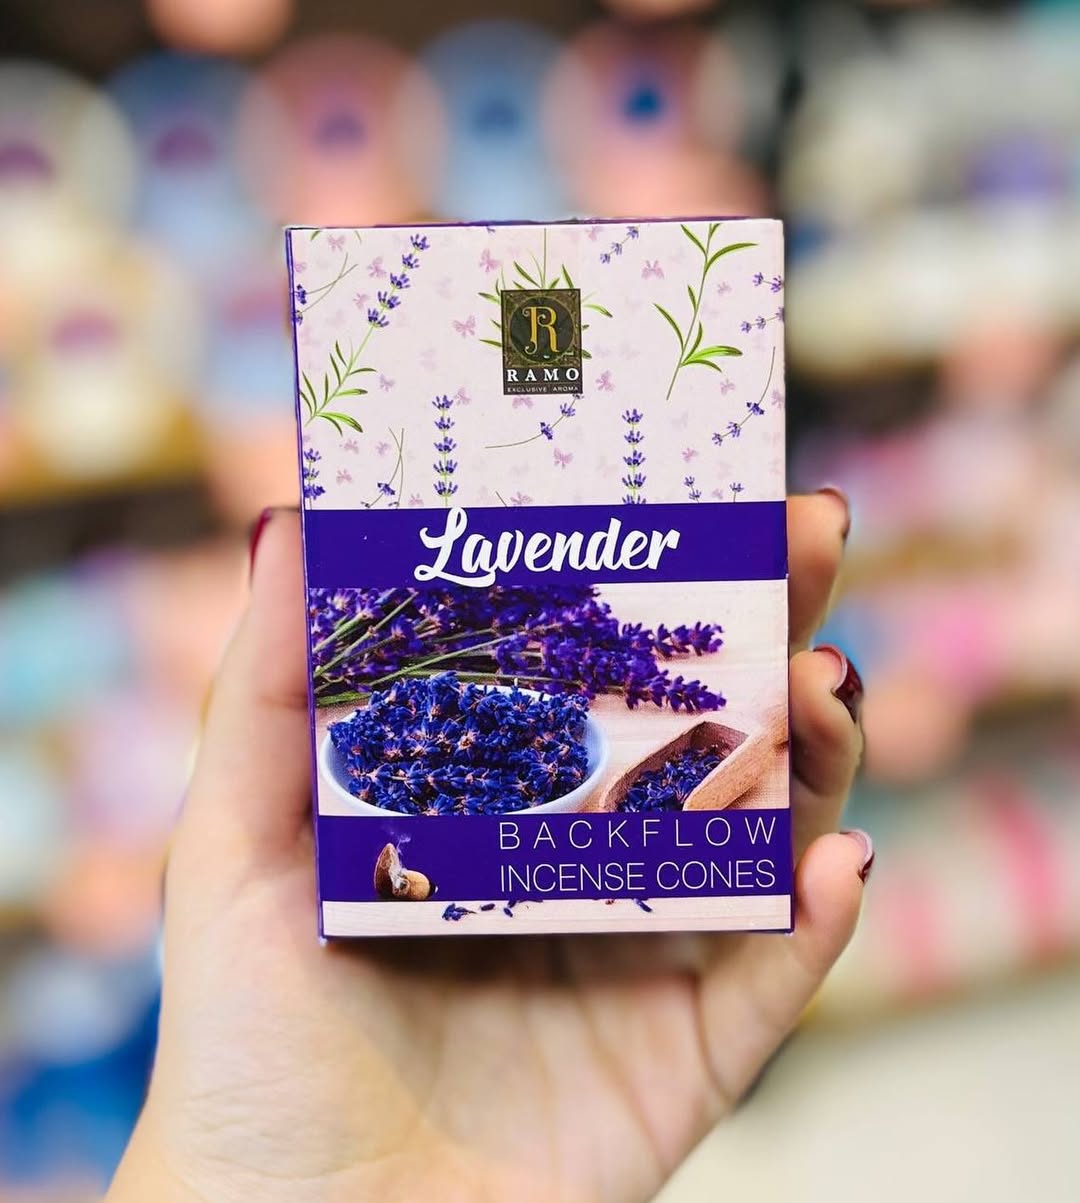 R
RAMO
EXCLUSIVE AROMA
Lavender
BACKFLOW
INCENSE CONES